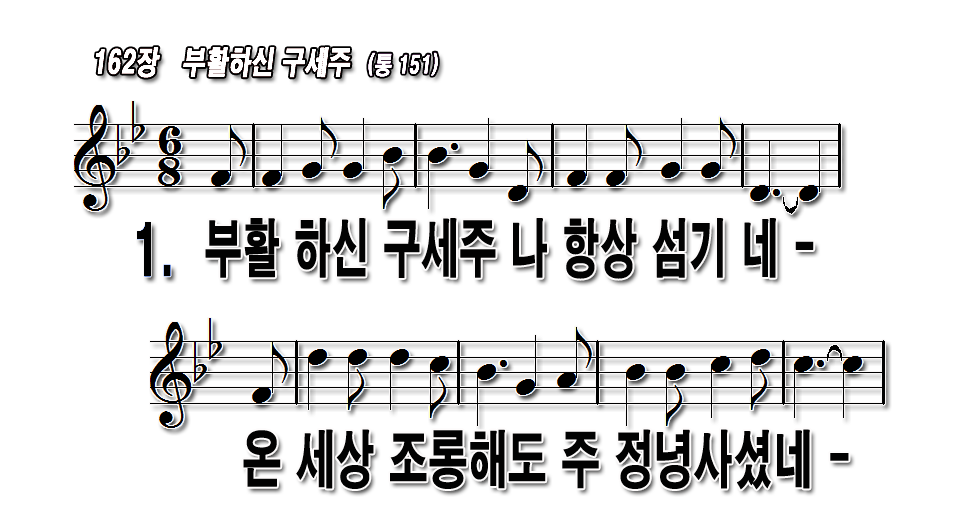 162장 부활하신 구세주 (통 151)
6
8
1. 부활 하신 구세주 나 항상 섬기 네 -
온 세상 조롱해도 주 정녕사셨네 -